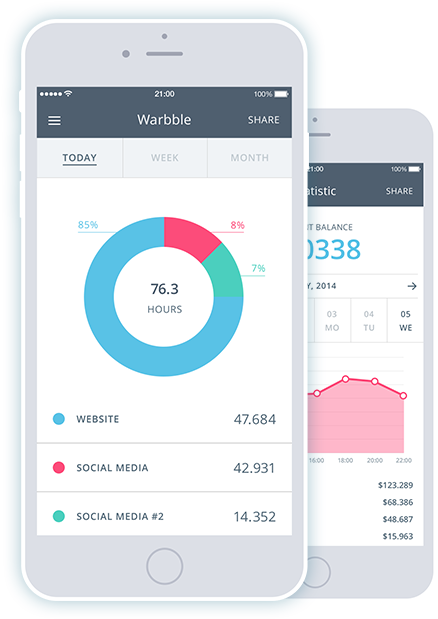 21:00 100%
Warbble SHARE
TODAY WEEK MONTH
85% 8%
7%
76.3
HOURS
WEBSITE 47.684
SOCIAL MEDIA 42.931
SOCIAL MEDIA #2 14.352
21:00 100%
SHARE
BALANCE
0338
, 2014
03 04 05
MO TU WE
16:00 18:00 20:00 22:00
$123.289
$68.386
$48.687
$15.963